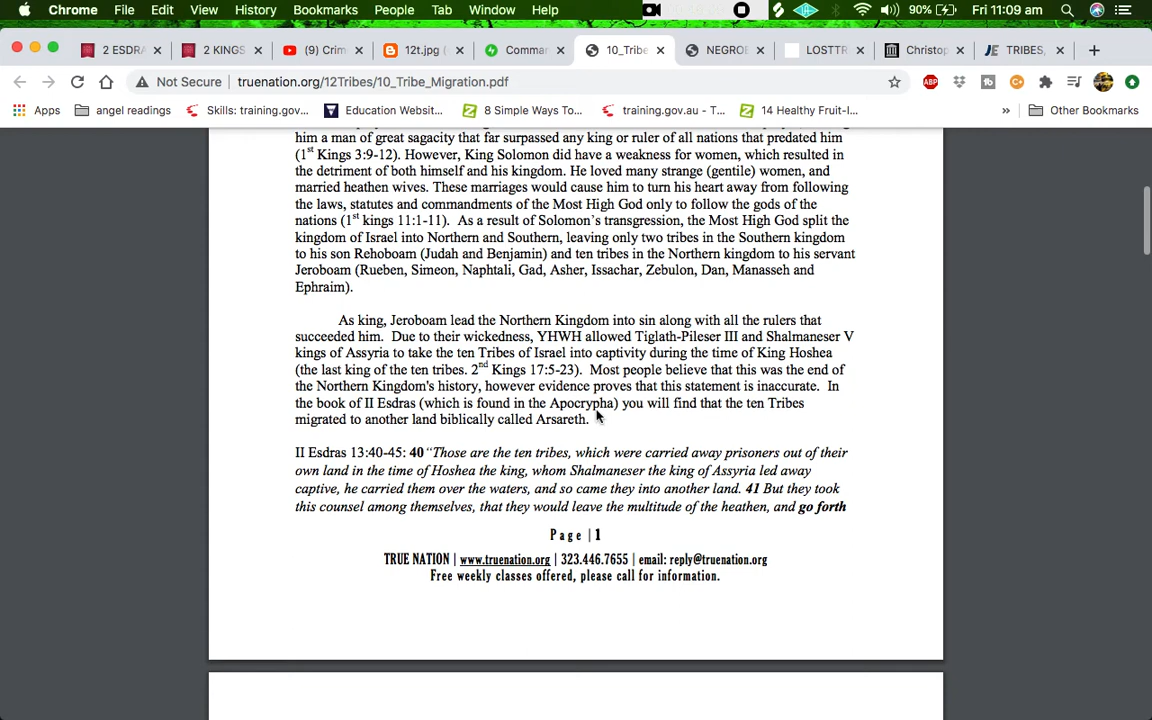 Chrome File Edit View History Bookmarks People Tab Window Help 90% Fri 11:09 am
2 ESDRA 2 KINGS (9) Crim 12t.jpg ( Comma 10_Tribe NEGROE LOSTTR Christop TRIBES,
Not Secure truenation.org/12Tribes/10_Tribe_Migration.pdf
Apps angel readings Skills: training.gov... Education Websit... 8 Simple Ways To... training.gov.au - T... 14 Healthy Fruit-I... » Other Bookmarks
him a man of great sagacity that far surpassed any king or ruler of all nations that predated him
(1st Kings 3:9-12). However, King Solomon did have a weakness for women, which resulted in
the detriment of both himself and his kingdom. He loved many strange (gentile) women, and
married heathen wives. These marriages would cause him to turn his heart away from following
the laws, statutes and commandments of the Most High God only to follow the gods of the
nations (1st kings 11:1-11). As a result of Solomon's transgression, the Most High God split the
kingdom of Israel into Northern and Southern, leaving only two tribes in the Southern kingdom
to his son Rehoboam (Judah and Benjamin) and ten tribes in the Northern kingdom to his servant
Jeroboam (Rueben, Simeon, Naphtali, Gad, Asher, Issachar, Zebulon, Dan, Manasseh and
Ephraim).
As king, Jeroboam lead the Northern Kingdom into sin along with all the rulers that
succeeded him. Due to their wickedness, YHWH allowed Tiglath-Pileser III and Shalmaneser V
kings of Assyria to take the ten Tribes of Israel into captivity during the time of King Hoshea
(the last king of the ten tribes. 2nd Kings 17:5-23). Most people believe that this was the end of
the Northern Kingdom's history, however evidence proves that this statement is inaccurate. In
the book of II Esdras (which is found in the Apocrypha) you will find that the ten Tribes
migrated to another land biblically called Arsareth.
II Esdras 13:40-45: 40 "Those are the ten tribes, which were carried away prisoners out of their
own land in the time of Hoshea the king, whom Shalmaneser the king of Assyria led away
captive, he carried them over the waters, and so came they into another land. 41 But they took
this counsel among themselves, that they would leave the multitude of the heathen, and go forth
Page | 1
TRUE NATION | www.truenation.org | 323.446.7655 | email: reply@truenation.org
Free weekly classes offered, please call for information.